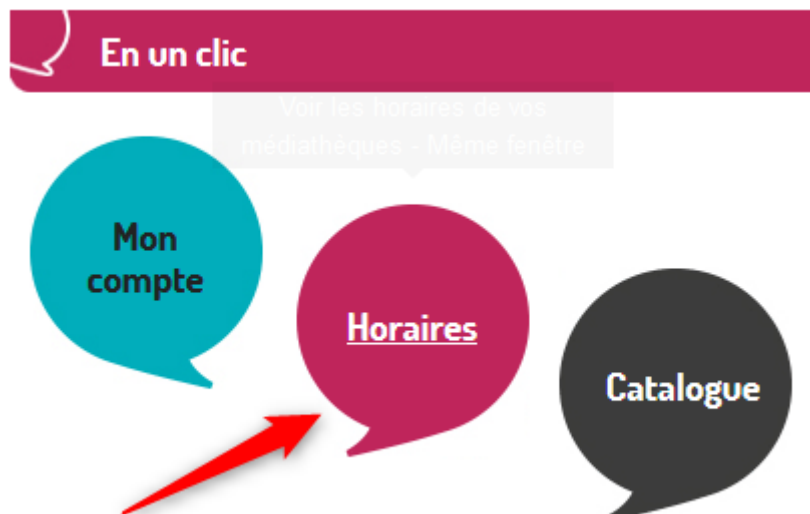 En un clic
Voir les horaires de vos
médiathèques - Même fenêtre
Mon
compte
Horaires
Catalogue